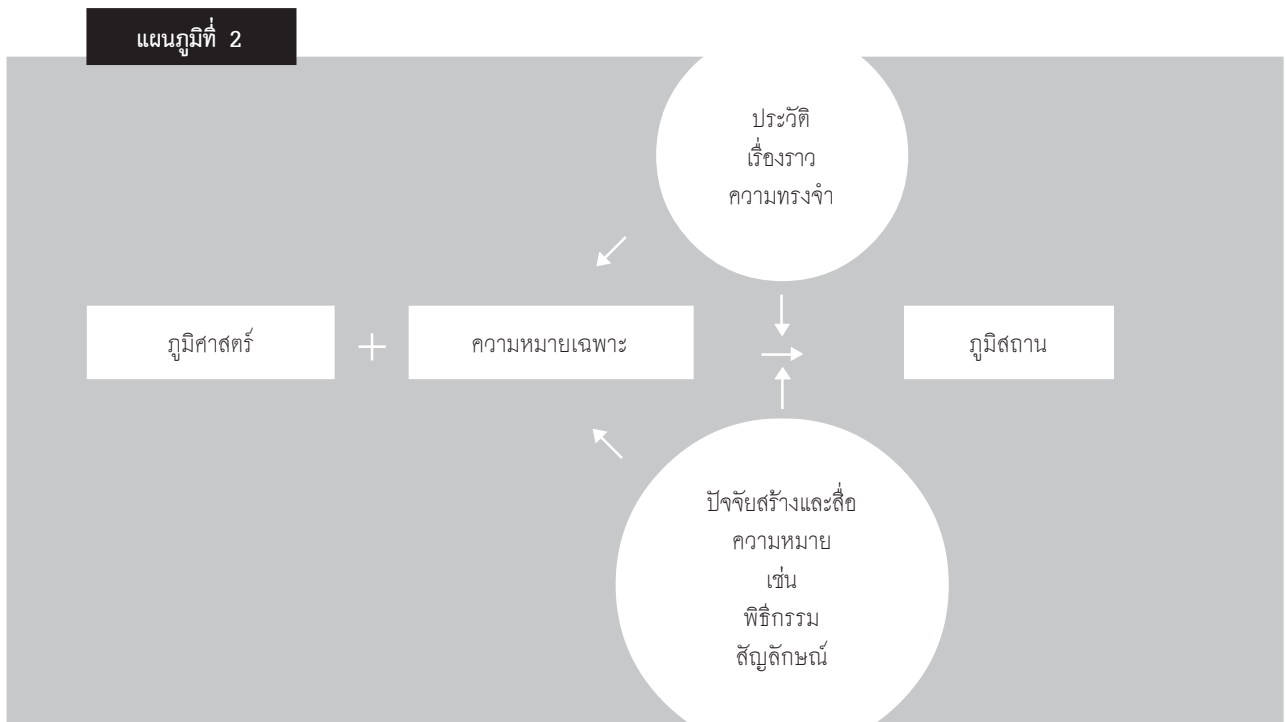 แผนภูมิที่ 2
ประวัติ
เรื่องราว
ความทรงจำ
ภูมิศาสตร์
+
ความหมายเฉพาะ
ภูมิสถาน
ปัจจัยสร้างและสื่อ
ความหมาย
เช่น
พิธีกรรม
สัญลักษณ์